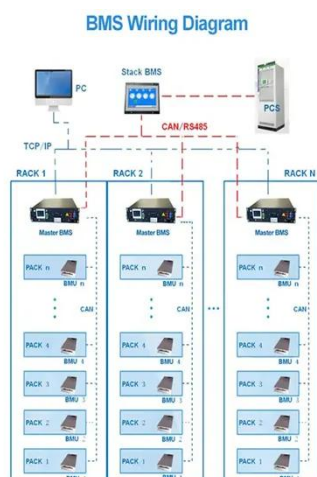 BMS Wiring Diagram
Stack BMS
PC
PCS
CAN/RS485
TCP/IP
RACK 1 RACK 2 RACK N
Master BMS Master BMS Master BMS
PACK n PACK n PACK n
BMU n BMU n BMU n
CAN CAN CAN
...
PACK 4 PACK 4 PACK 4
BMU 4 BMU 4 BMU 4
PACK 3 PACK 3 PACK 3
BMU 3 BMU 3 BMU 3
PACK 2 PACK 2 PACK 2
BMU 2 BMU 2 BMU 2
PACK 1 PACK 1 PACK 1